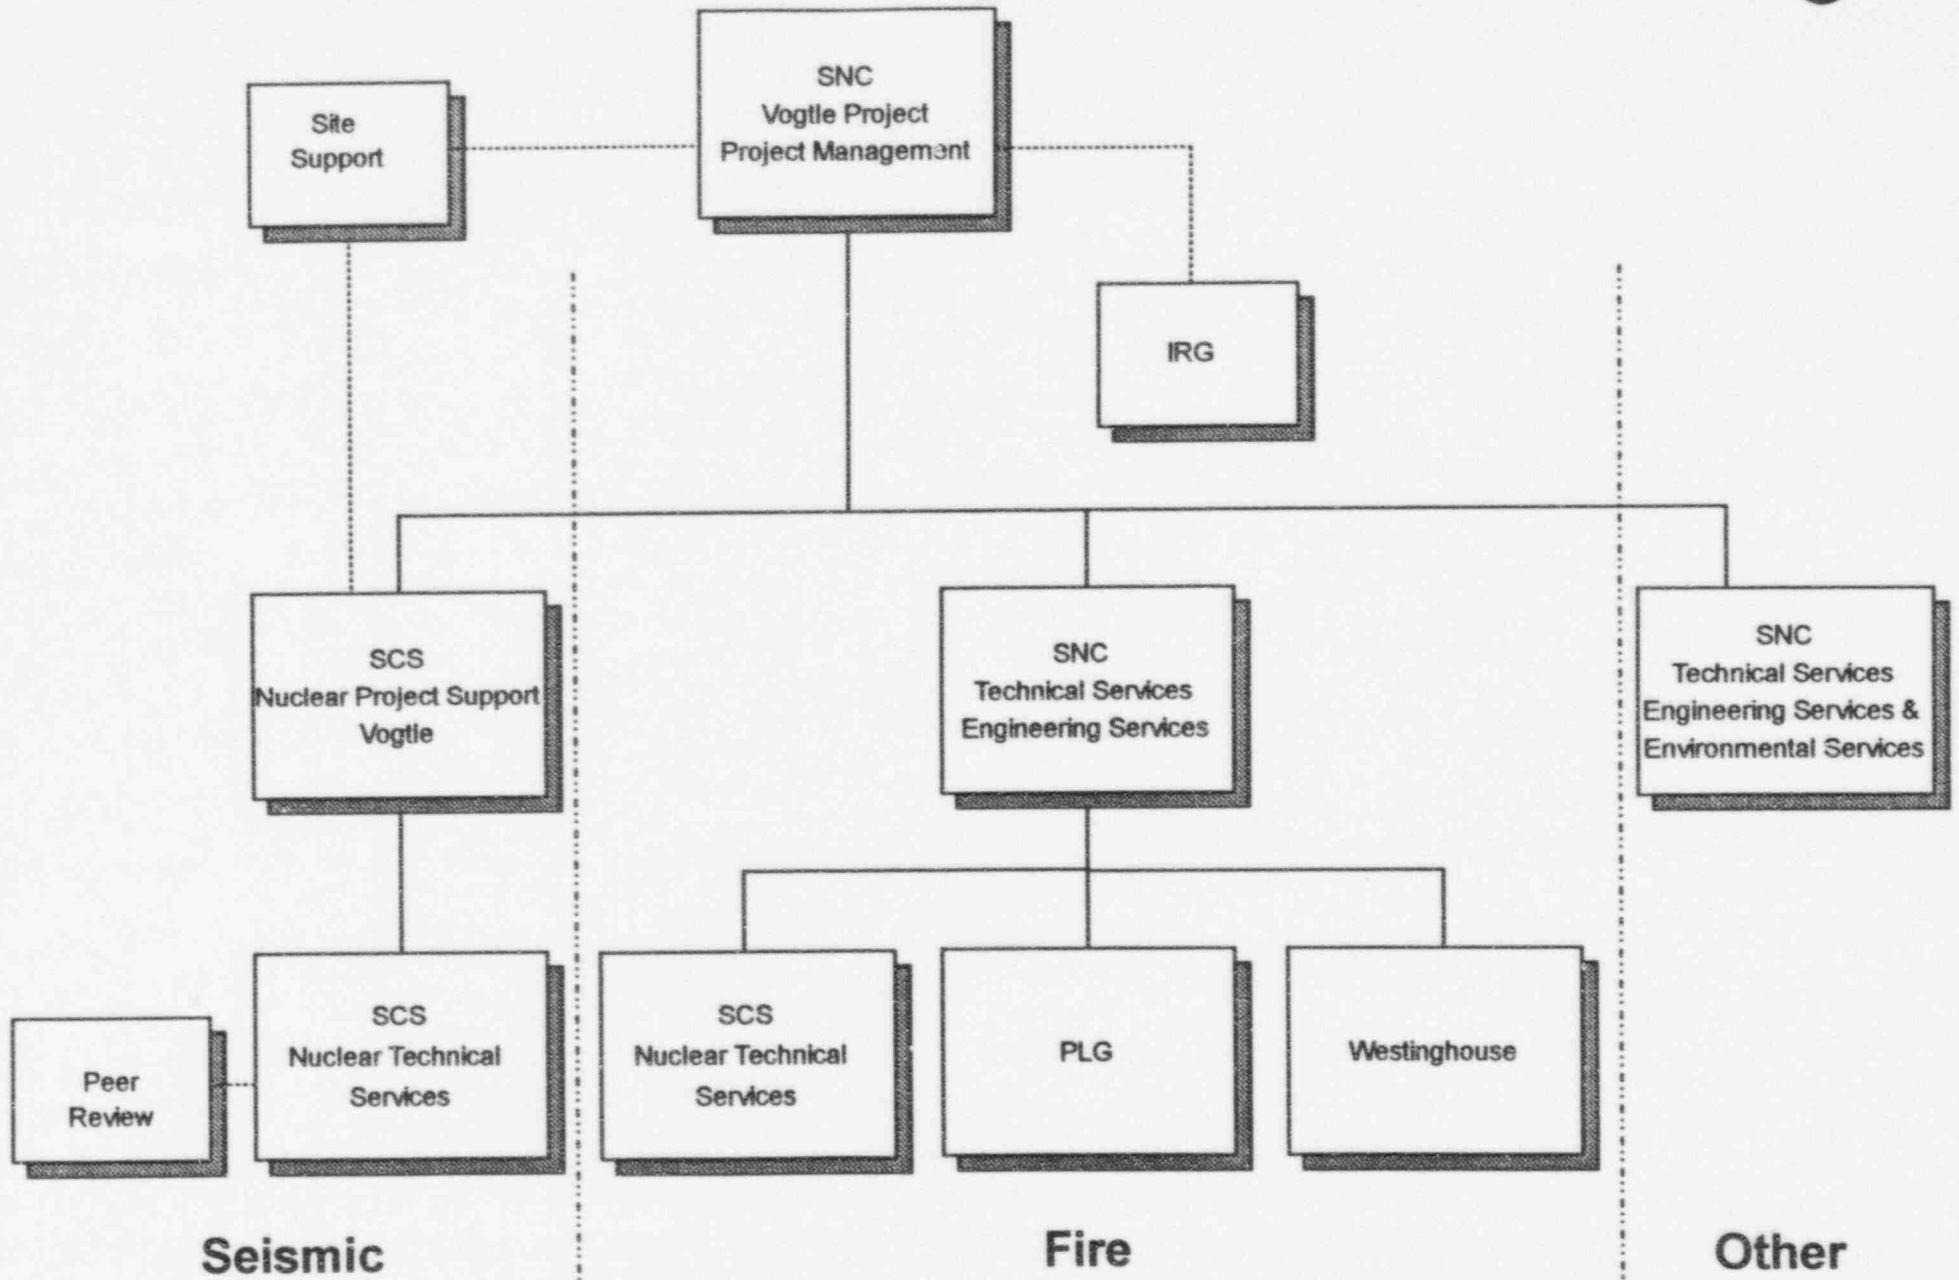 SNC
Vogtle Project
Project Management
Site
Support
IRG
SCS
Nuclear Project Support
Vogtle
SNC
Technical Services
Engineering Services
SNC
Technical Services
Engineering Services &
Environmental Services
Peer
Review
SCS
Nuclear Technical
Services
SCS
Nuclear Technical
Services
PLG
Westinghouse
Seismic
Fire
Other